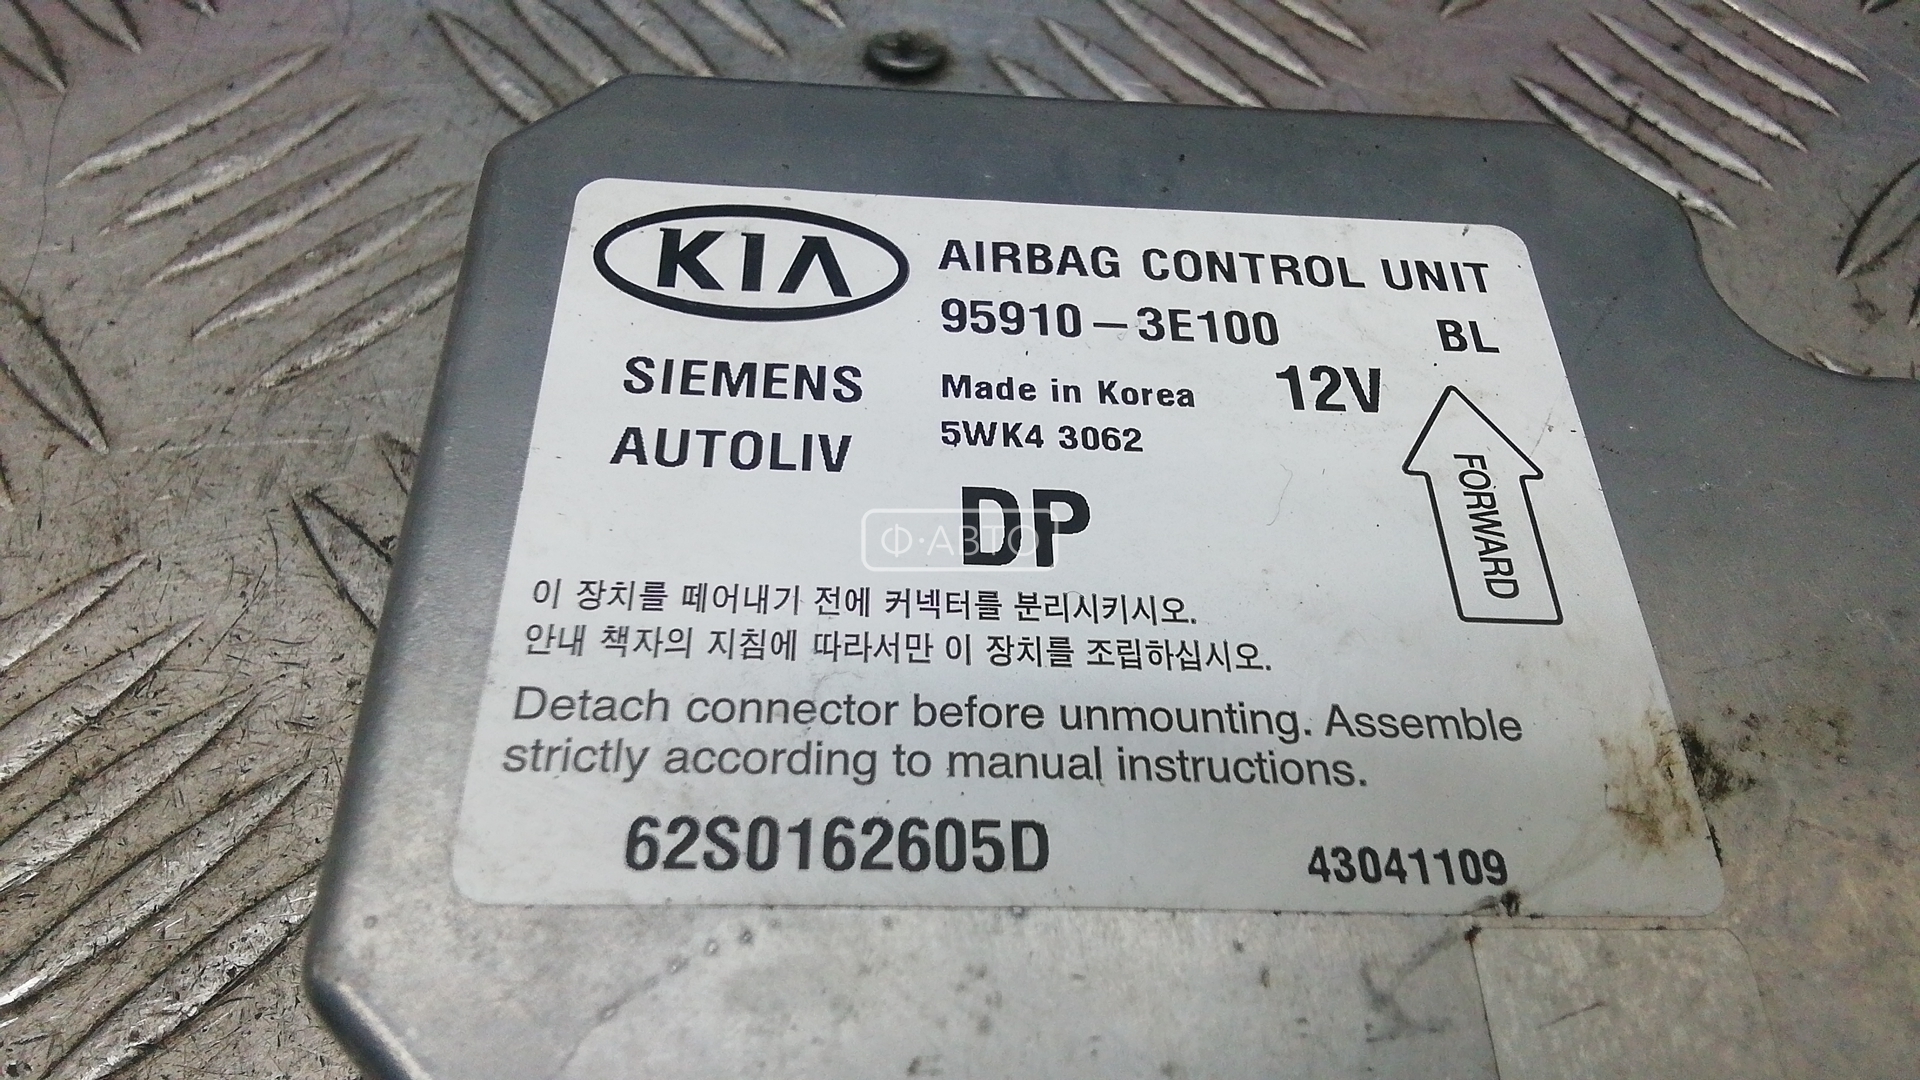 KIA
AIRBAG CONTROL UNIT
95910-3E100 BL
SIEMENS
AUTOLIV
Made in Korea 12V
5WK4 3062
FORWARD
DP
Ф·АВТО
이 장치를 떼어내기 전에 커넥터를 분리시키시오.
안내 책자의 지침에 따라서만 이 장치를 조립하십시오.
Detach connector before unmounting. Assemble
strictly according to manual instructions.
62S0162605D 43041109